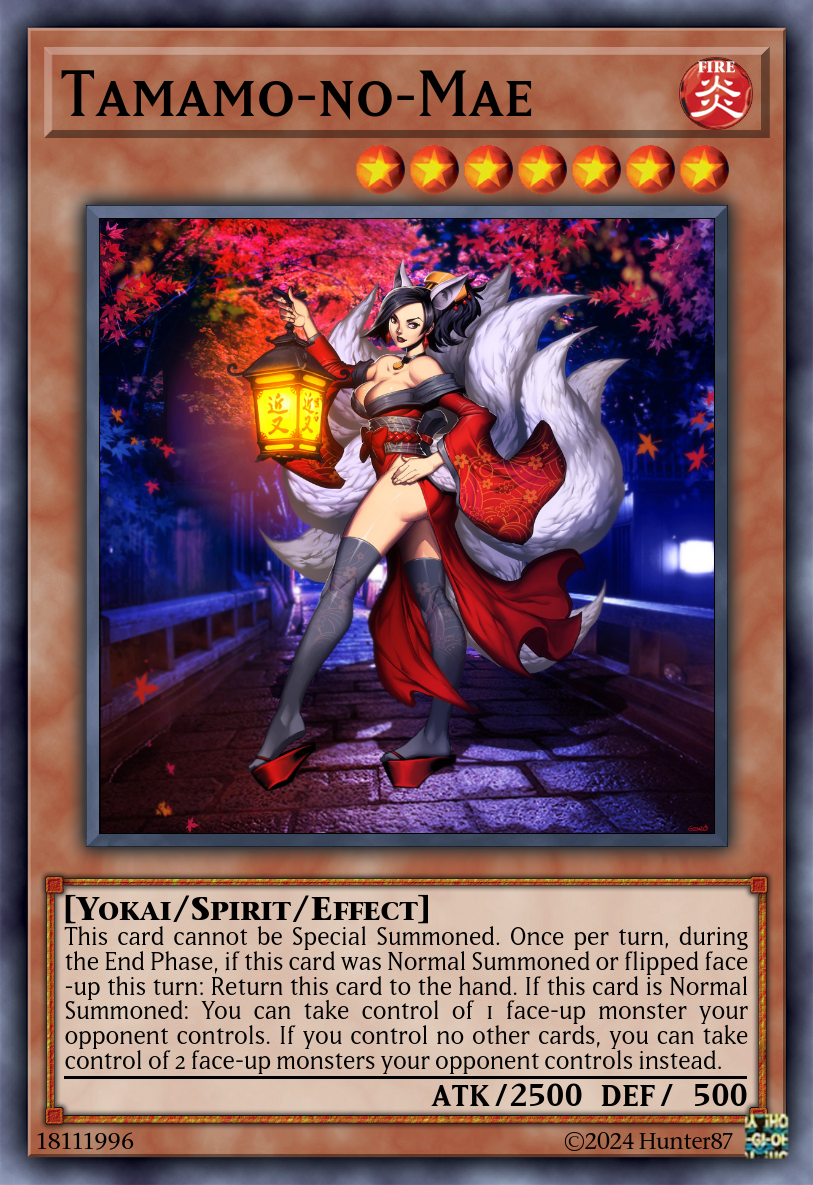 Tamamo-no-Mae
FIRE
炎
近
又
近
又
[Yokai/Spirit/Effect]
This card cannot be Special Summoned. Once per turn, during
the End Phase, if this card was Normal Summoned or flipped face
-up this turn: Return this card to the hand. If this card is Normal
Summoned: You can take control of 1 face-up monster your
opponent controls. If you control no other cards, you can take
control of 2 face-up monsters your opponent controls instead.
ATK/2500 DEF/ 500
18111996
©2024 Hunter87